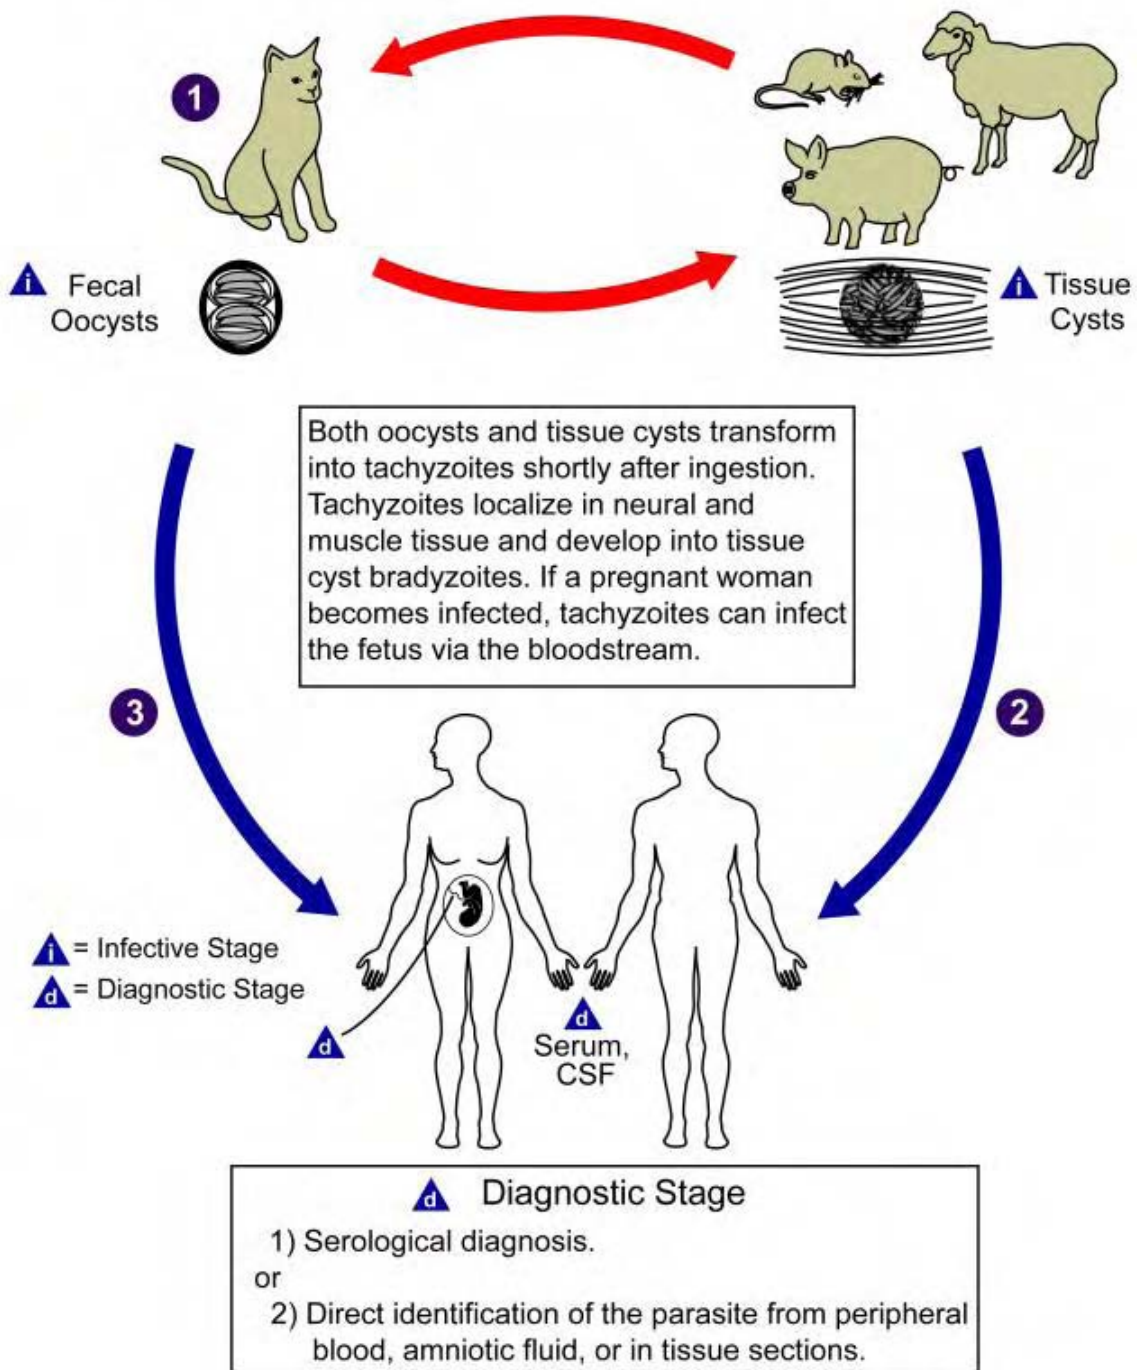 1
i Fecal
Oocysts
i Tissue
Cysts
Both oocysts and tissue cysts transform
into tachyzoites shortly after ingestion.
Tachyzoites localize in neural and
muscle tissue and develop into tissue
cyst bradyzoites. If a pregnant woman
becomes infected, tachyzoites can infect
the fetus via the bloodstream.
3
2
i = Infective Stage
d = Diagnostic Stage
d
d
Serum,
CSF
d Diagnostic Stage
1) Serological diagnosis.
or
2) Direct identification of the parasite from peripheral
blood, amniotic fluid, or in tissue sections.